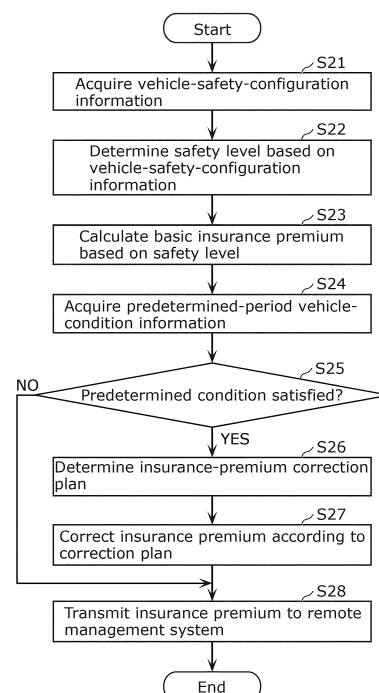 Start
S21
Acquire vehicle-safety-configuration
information
S22
Determine safety level based on
vehicle-safety-configuration
information
S23
Calculate basic insurance premium
based on safety level
S24
Acquire predetermined-period vehicle-
condition information
S25
NO
Predetermined condition satisfied?
YES
S26
Determine insurance-premium correction
plan
S27
Correct insurance premium according to
correction plan
S28
Transmit insurance premium to remote
management system
End